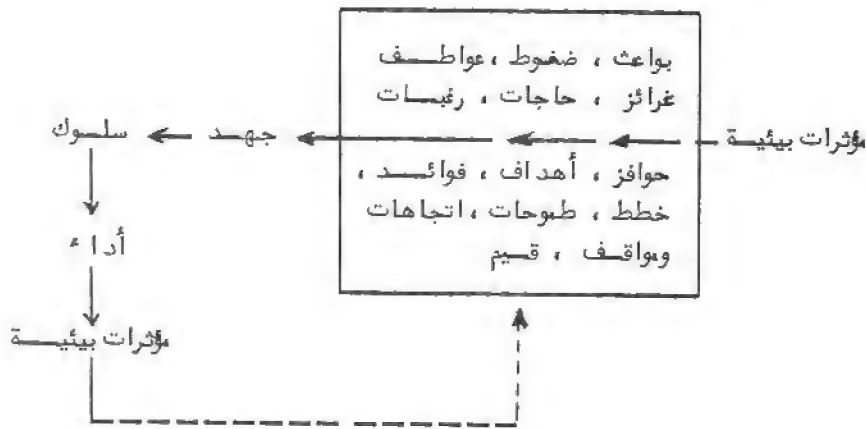 بواعث ، ضغوط ، عواطف
غرائز ، حاجات ، رغبات
مؤثرات بيئية
جهد
سلوك
حوافز ، أهداف ، فوائد ،
خطط ، طموحات ، اتجاهات
ومواقف ، قيم
أداء
مؤثرات بيئية